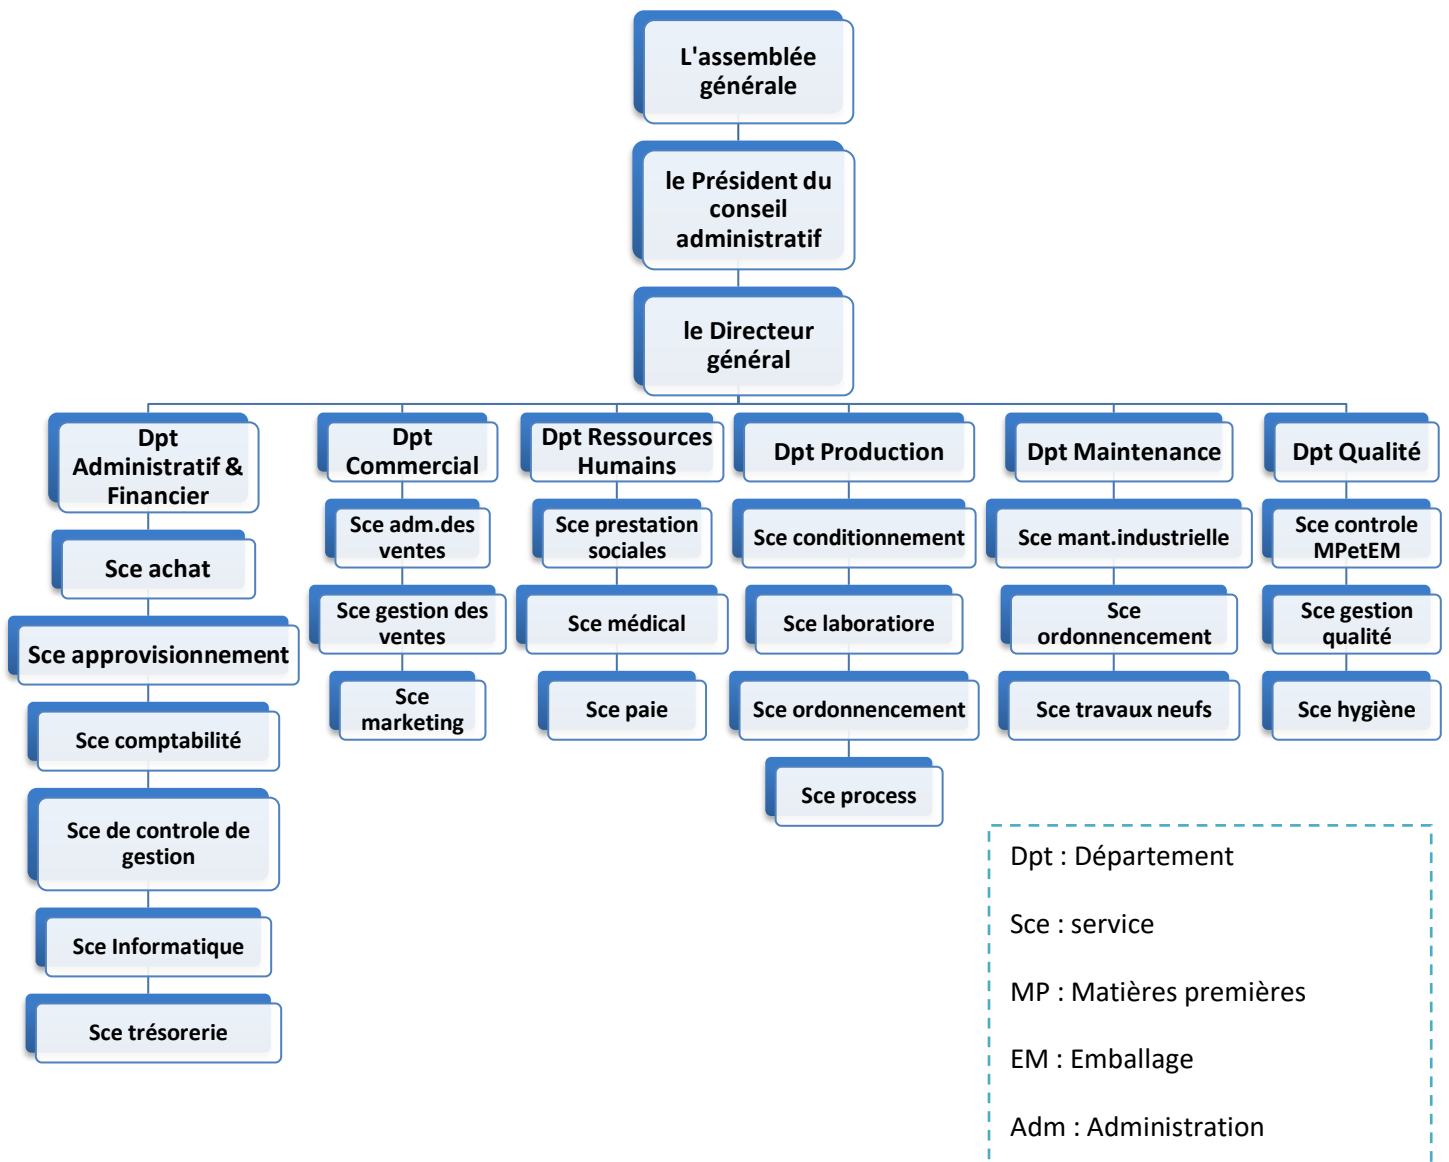 L'assemblée
générale
le Président du
conseil
administratif
le Directeur
général
Dpt
Administratif &
Financier
Sce achat
Sce approvisionnement
Sce comptabilité
Sce de controle de
gestion
Sce Informatique
Sce trésorerie
Dpt
Commercial
Sce adm.des
ventes
Sce gestion des
ventes
Sce
marketing
Dpt Ressources
Humains
Sce prestation
sociales
Sce médical
Sce paie
Dpt Production
Sce conditionnement
Sce laboratiore
Sce ordonnencement
Sce process
Dpt Maintenance
Sce mant.industrielle
Sce
ordonnencement
Sce travaux neufs
Dpt Qualité
Sce controle
MPetEM
Sce gestion
qualité
Sce hygiène
Dpt : Département
Sce : service
MP : Matières premières
EM : Emballage
Adm : Administration